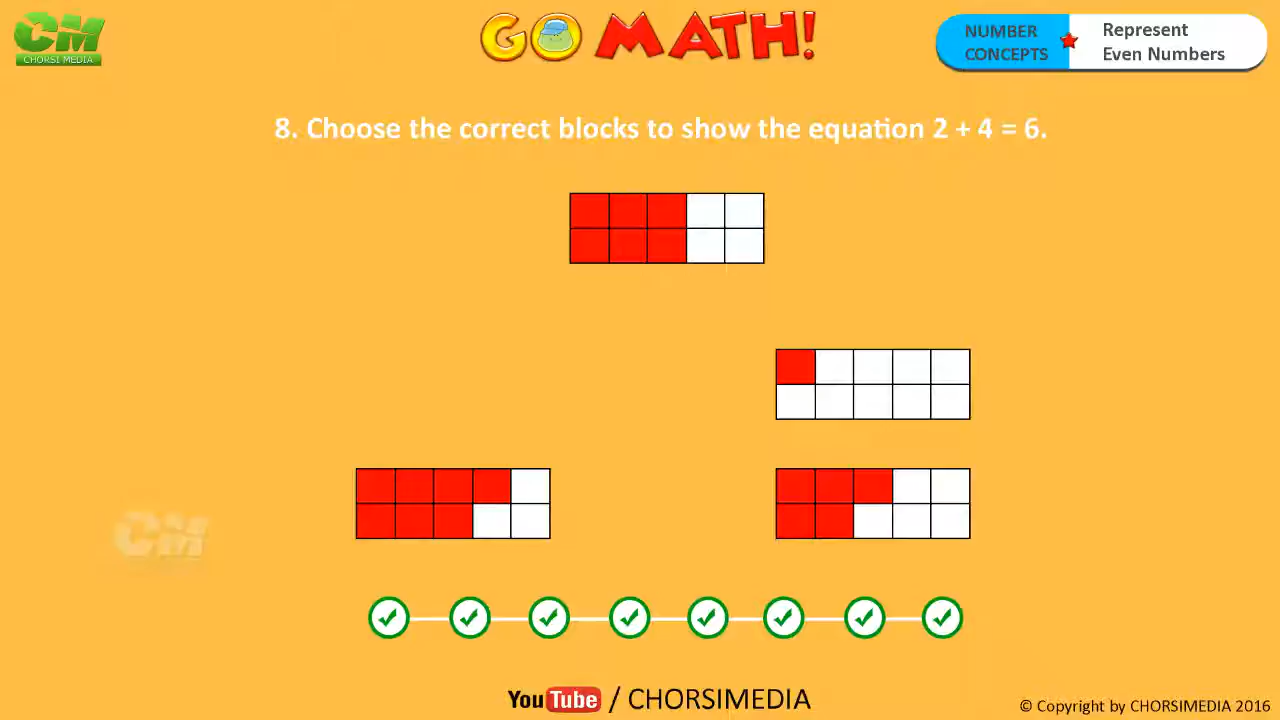 CM
CHORSI MEDIA
GO MATH!
NUMBER CONCEPTS
Represent Even Numbers
8. Choose the correct blocks to show the equation 2 + 4 = 6.
CM
YouTube / CHORSIMEDIA
© Copyright by CHORSIMEDIA 2016